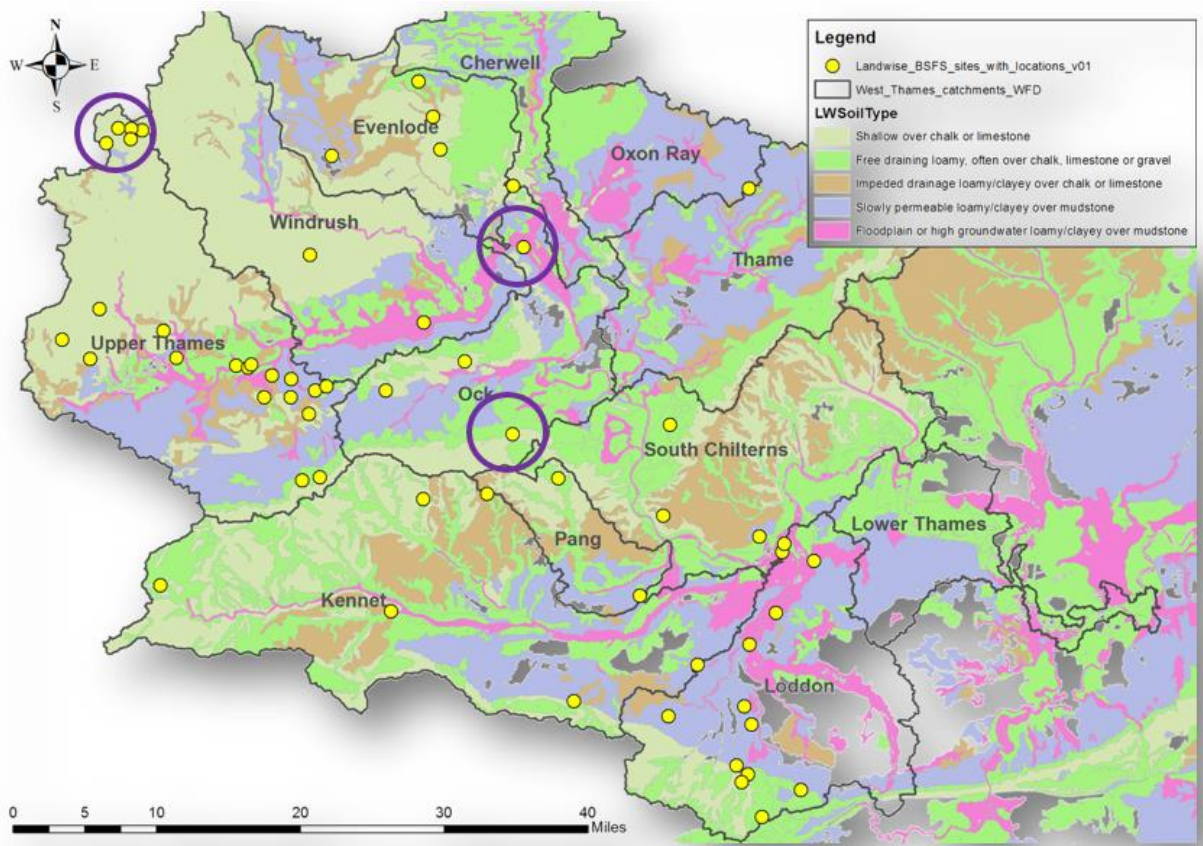 N
W E
S
Legend
Landwise_BSFS_sites_with_locations_v01
West_Thames_catchments_WFD
LWSoilType
Shallow over chalk or limestone
Free draining loamy, often over chalk, limestone or gravel
Impeded drainage loamy/clayey over chalk or limestone
Slowly permeable loamy/clayey over mudstone
Floodplain or high groundwater loamy/clayey over mudstone
Cherwell
Evenlode
Oxon Ray
Windrush
Thame
Upper Thames
Ock
South Chilterns
Lower Thames
Pang
Kennet
Loddon
0 5 10 20 30 40
Miles